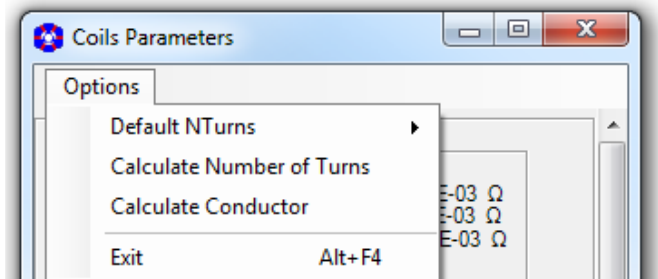 Coils Parameters
Options
Default NTurns
Calculate Number of Turns
Calculate Conductor
E-03 Ω
E-03 Ω
E-03 Ω
Exit Alt+F4